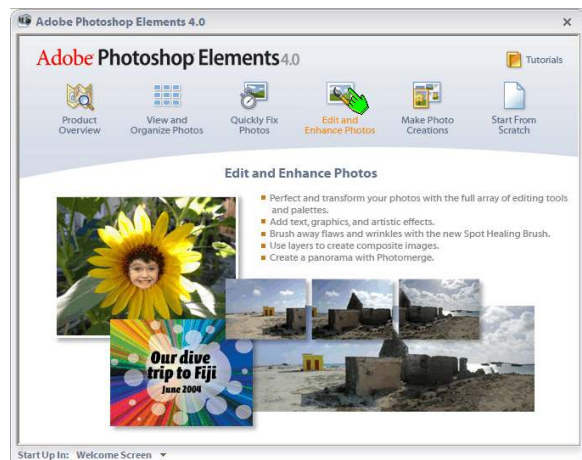 Adobe Photoshop Elements 4.0
Adobe Photoshop Elements 4.0
Tutorials
Product
Overview
View and
Organize Photos
Quickly Fix
Photos
Edit and
Enhance Photos
Make Photo
Creations
Start From
Scratch
Edit and Enhance Photos
Perfect and transform your photos with the full array of editing tools
and palettes.
Add text, graphics, and artistic effects.
Brush away flaws and wrinkles with the new Spot Healing Brush.
Use layers to create composite images.
Create a panorama with Photomerge.
Our dive
trip to Fiji
June 2004
Start Up In: Welcome Screen